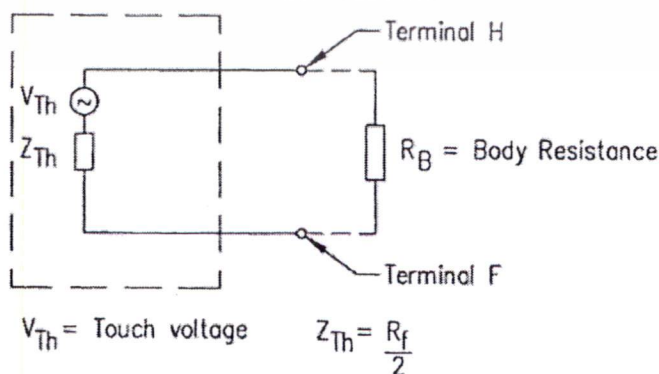 Terminal H
V_Th
Z_Th
R_B = Body Resistance
Terminal F
V_Th = Touch voltage
Z_Th = R_f/2